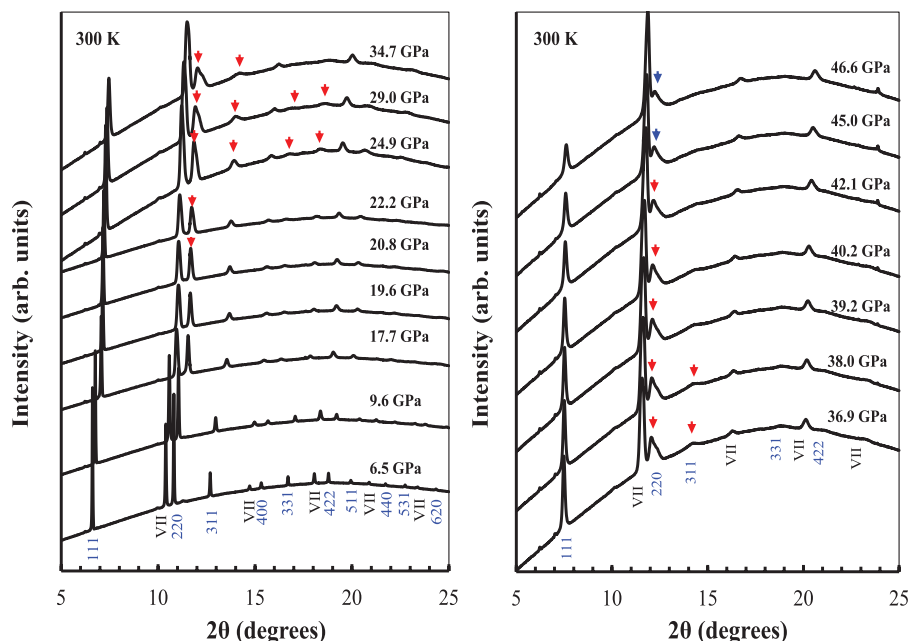 300 K
34.7 GPa
29.0 GPa
24.9 GPa
22.2 GPa
20.8 GPa
19.6 GPa
17.7 GPa
9.6 GPa
6.5 GPa
111
VII
220
311
VII
400
331
VII
422
511
VII
440
531
VII
620
5 10 15 20 25
2θ (degrees)
Intensity (arb. units)
300 K
46.6 GPa
45.0 GPa
42.1 GPa
40.2 GPa
39.2 GPa
38.0 GPa
36.9 GPa
111
VII
220
311
VII
331
VII
422
VII
5 10 15 20 25
2θ (degrees)
Intensity (arb. units)